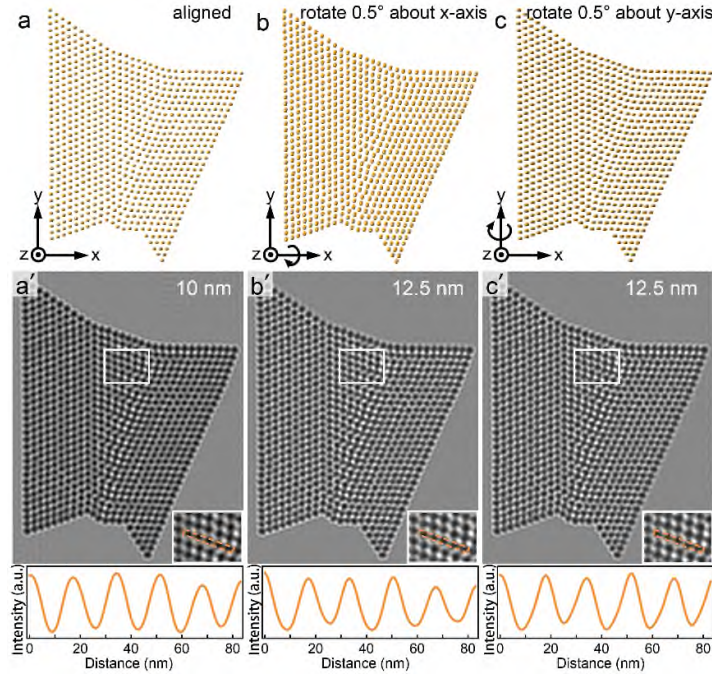 a
aligned
b
rotate 0.5° about x-axis
c
rotate 0.5° about y-axis
y
z
x
y
z
x
y
z
x
a′
10 nm
b′
12.5 nm
c′
12.5 nm
Intensity (a.u.)
0 20 40 60 80
Distance (nm)
Intensity (a.u.)
0 20 40 60 80
Distance (nm)
Intensity (a.u.)
0 20 40 60 80
Distance (nm)